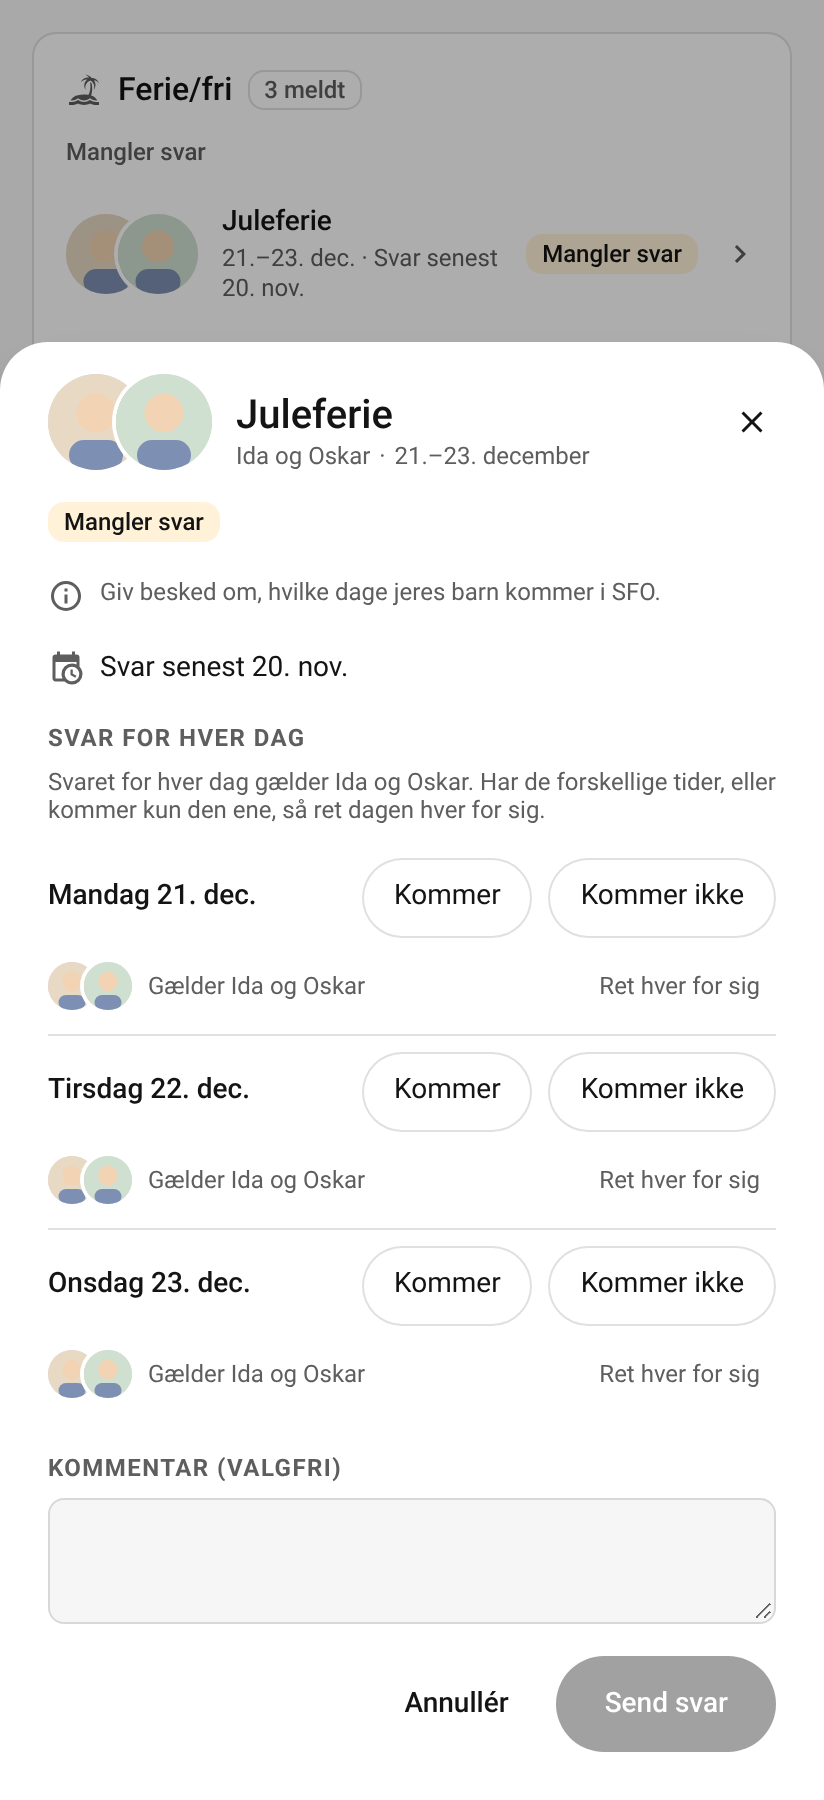 Ferie/fri
3 meldt
Mangler svar
Juleferie
21.–23. dec. · Svar senest
20. nov.
Mangler svar
Juleferie
Ida og Oskar · 21.–23. december
Mangler svar
Giv besked om, hvilke dage jeres barn kommer i SFO.
Svar senest 20. nov.
SVAR FOR HVER DAG
Svaret for hver dag gælder Ida og Oskar. Har de forskellige tider, eller
kommer kun den ene, så ret dagen hver for sig.
Mandag 21. dec.
Kommer
Kommer ikke
Gælder Ida og Oskar
Ret hver for sig
Tirsdag 22. dec.
Kommer
Kommer ikke
Gælder Ida og Oskar
Ret hver for sig
Onsdag 23. dec.
Kommer
Kommer ikke
Gælder Ida og Oskar
Ret hver for sig
KOMMENTAR (VALGFRI)
Annullér
Send svar